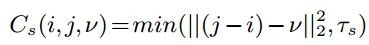 C_s(i, j, ν) = min(||(j − i) − ν||_2^2, τ_s)